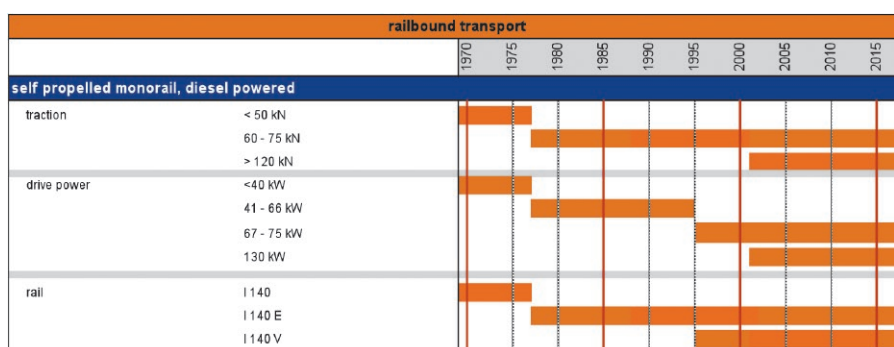 railbound transport
1970 1975 1980 1985 1990 1995 2000 2005 2010 2015
self propelled monorail, diesel powered
traction < 50 kN
60 - 75 kN
> 120 kN
drive power <40 kW
41 - 66 kW
67 - 75 kW
130 kW
rail I 140
I 140 E
I 140 V